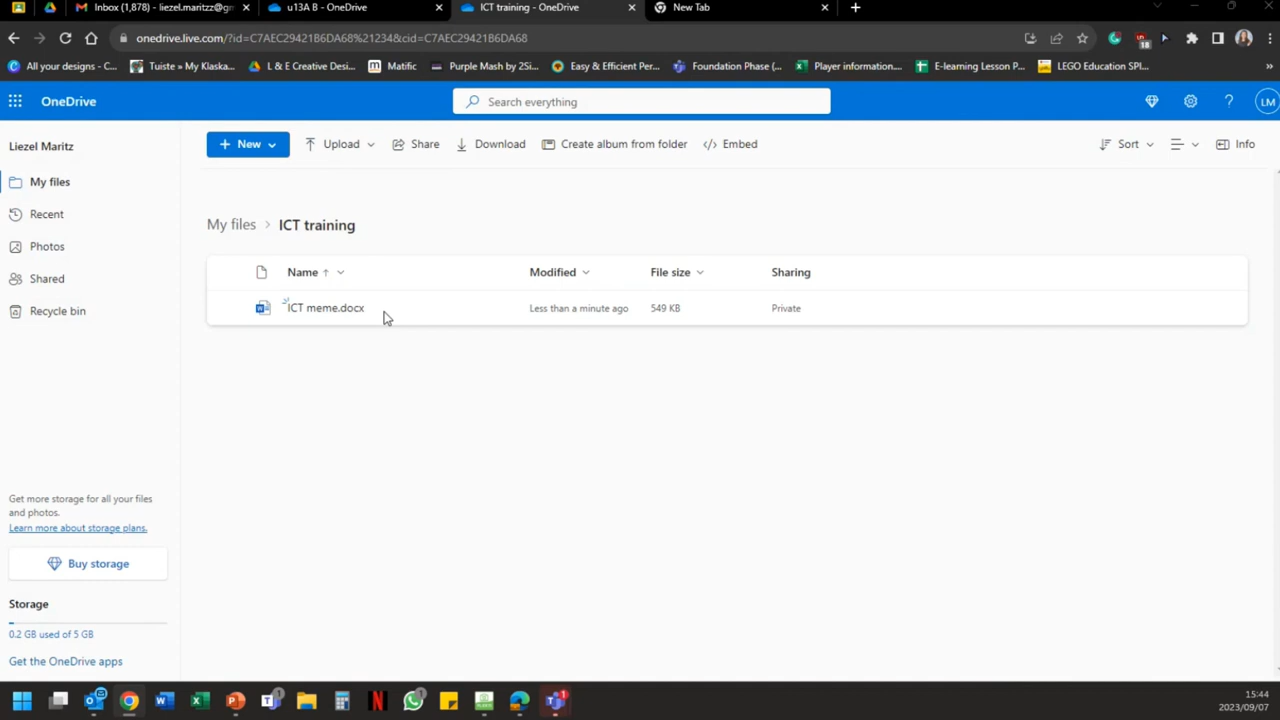 Inbox (1,878) - liezel.maritzz@gm
u13A B - OneDrive
ICT training - OneDrive
New Tab
onedrive.live.com/?id=C7AEC29421B6DA68%21234&cid=C7AEC29421B6DA68
18
All your designs - C...
Tuiste » My Klaska...
L & E Creative Desi...
Matific
Purple Mash by 2Si...
Easy & Efficient Per...
Foundation Phase (...
Player information....
E-learning Lesson P...
LEGO Education SPI...
OneDrive
Search everything
LM
Liezel Maritz
New
Upload
Share
Download
Create album from folder
Embed
Sort
Info
My files
Recent
Photos
Shared
Recycle bin
My files > ICT training
Name
Modified
File size
Sharing
ICT meme.docx
Less than a minute ago
549 KB
Private
Get more storage for all your files
and photos.
Learn more about storage plans.
Buy storage
Storage
0.2 GB used of 5 GB
Get the OneDrive apps
15:44
2023/09/07